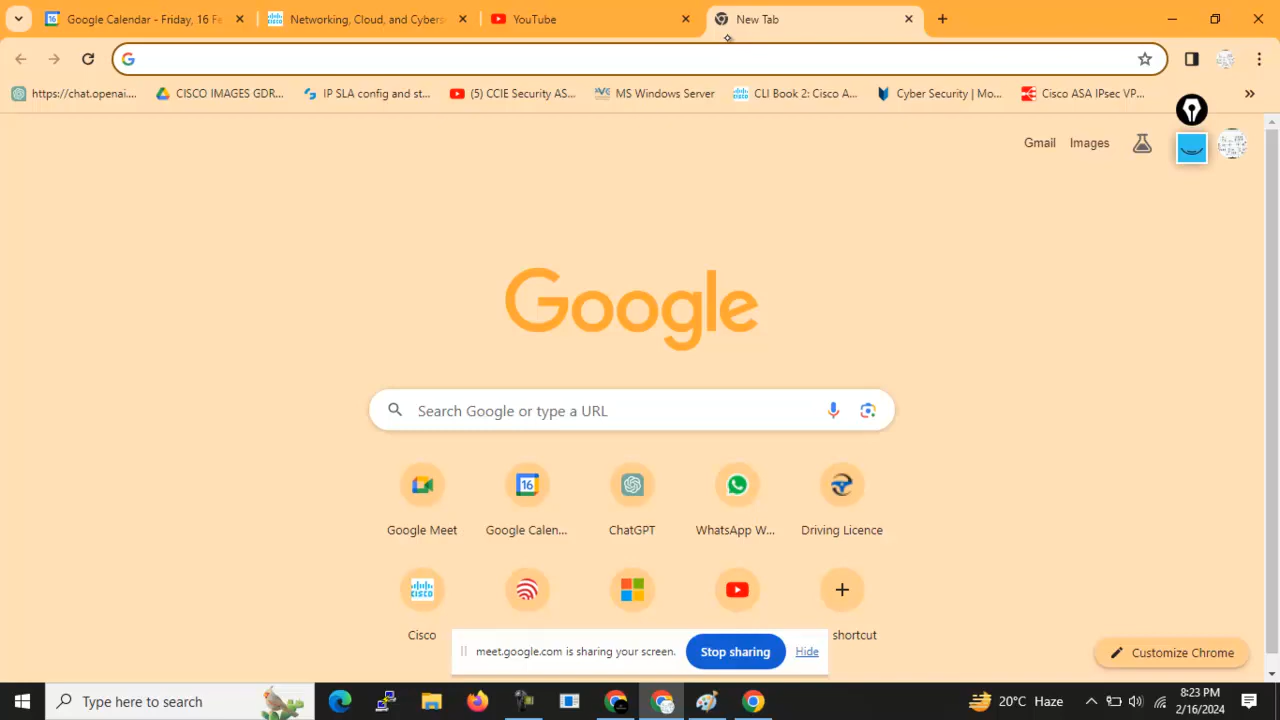 Google Calendar - Friday, 16 Fe
Networking, Cloud, and Cybers
YouTube
New Tab
https://chat.openai....
CISCO IMAGES GDR...
IP SLA config and st...
(5) CCIE Security AS...
MS Windows Server
CLI Book 2: Cisco A...
Cyber Security | Mo...
Cisco ASA IPsec VP...
Gmail
Images
Google
Search Google or type a URL
16
Google Meet
Google Calen...
ChatGPT
WhatsApp W...
Driving Licence
cisco
Cisco
shortcut
meet.google.com is sharing your screen.
Stop sharing
Hide
Customize Chrome
Type here to search
20°C Haze
8:23 PM
2/16/2024